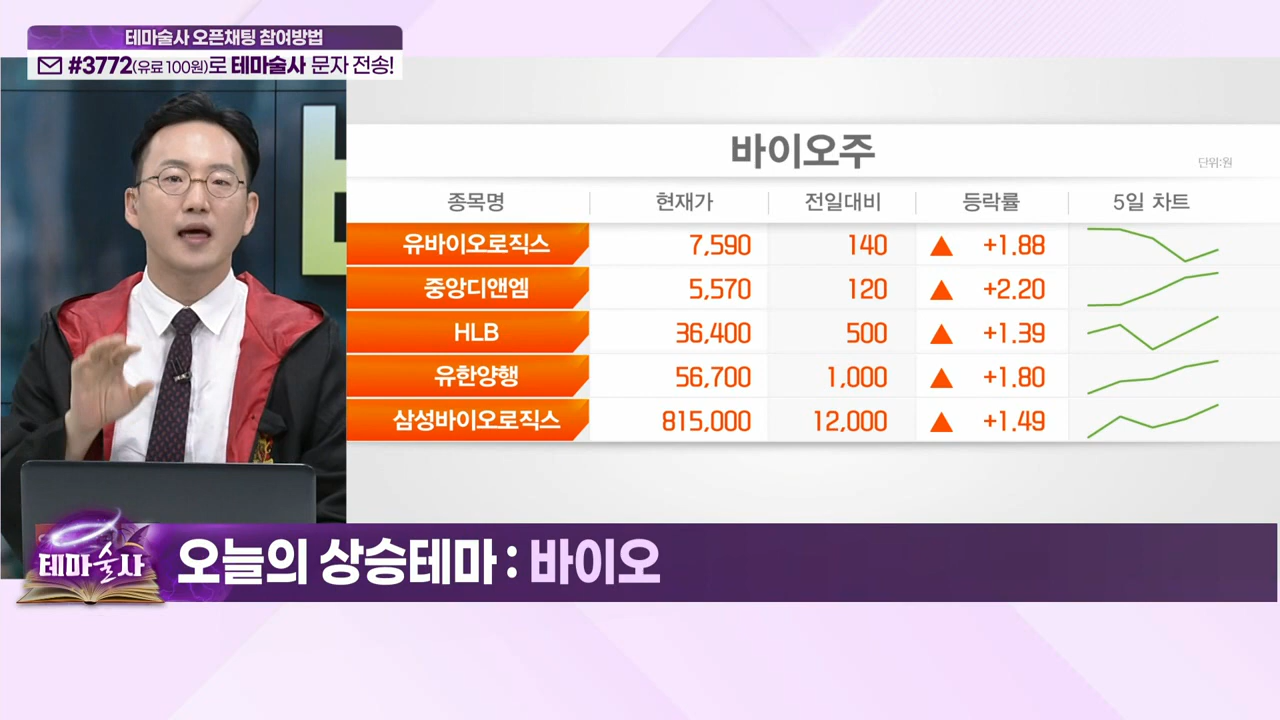 테마술사 오픈채팅 참여방법
#3772(유료 100원)로 테마술사 문자 전송!
바이오주
단위:원
종목명 현재가 전일대비 등락률 5일 차트
유바이오로직스 7,590 140 ▲ +1.88
중앙디앤엠 5,570 120 ▲ +2.20
HLB 36,400 500 ▲ +1.39
유한양행 56,700 1,000 ▲ +1.80
삼성바이오로직스 815,000 12,000 ▲ +1.49
테마술사
오늘의 상승테마 : 바이오